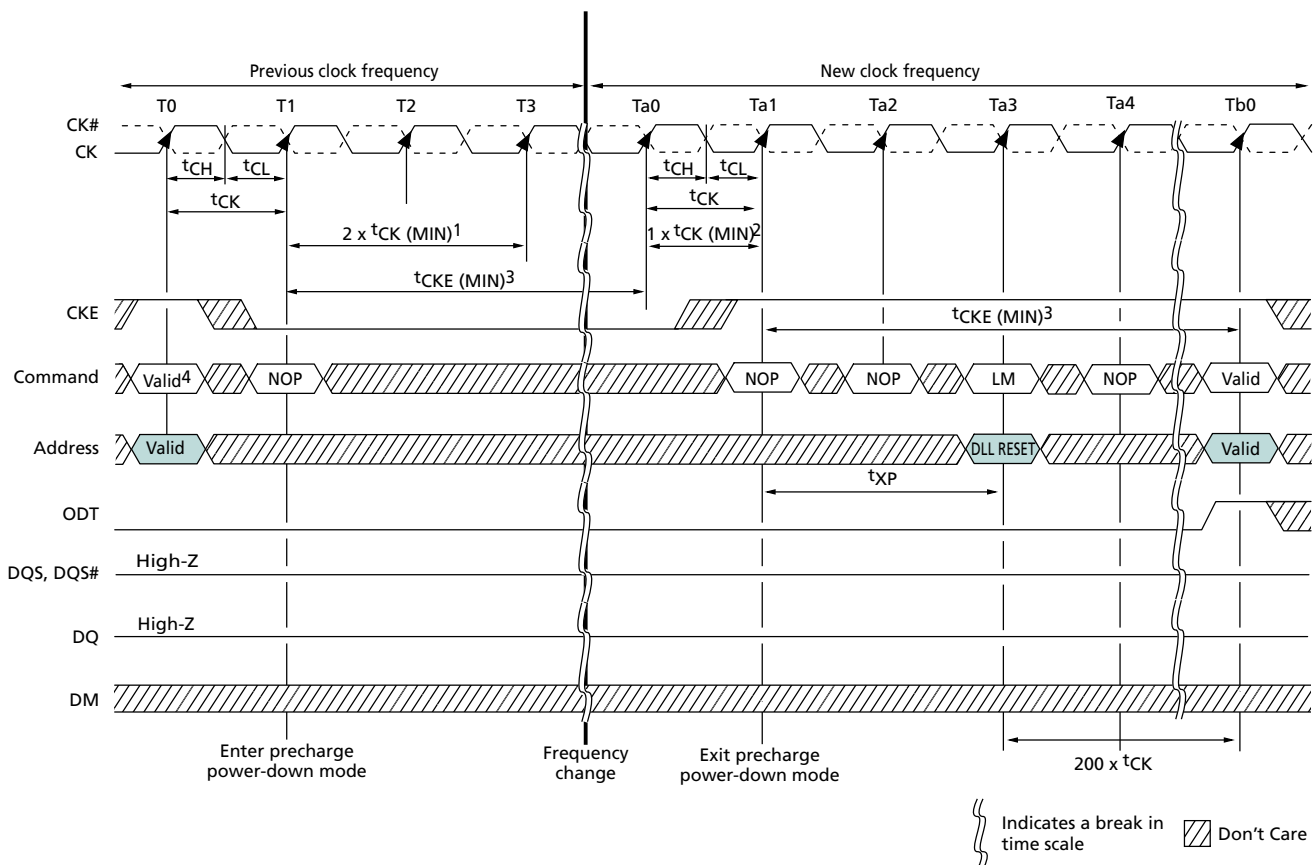 Previous clock frequency
New clock frequency
T0 T1 T2 T3 Ta0 Ta1 Ta2 Ta3 Ta4 Tb0
CK#
CK
tCH tCL tCH tCL
tCK tCK
2 x tCK (MIN)1 1 x tCK (MIN)2
tCKE (MIN)3
CKE
tCKE (MIN)3
Command Valid4 NOP NOP NOP LM NOP Valid
Address Valid DLL RESET Valid
tXP
ODT
High-Z
DQS, DQS#
High-Z
DQ
DM
Enter precharge
power-down mode
Frequency
change
Exit precharge
power-down mode
200 x tCK
Indicates a break in
time scale
Don't Care